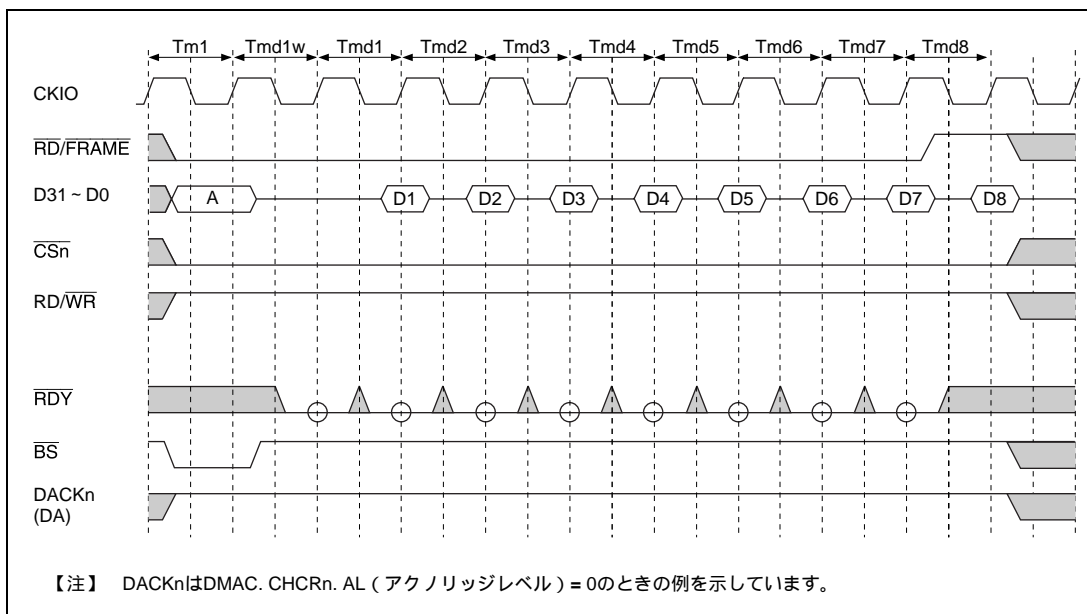 Tm1 Tmd1w Tmd1 Tmd2 Tmd3 Tmd4 Tmd5 Tmd6 Tmd7 Tmd8
CKIO
RD/FRAME
D31 ~ D0 A D1 D2 D3 D4 D5 D6 D7 D8
CSn
RD/WR
RDY
BS
DACKn
(DA)
【注】 DACKnはDMAC. CHCRn. AL（アクノリッジレベル）= 0のときの例を示しています。